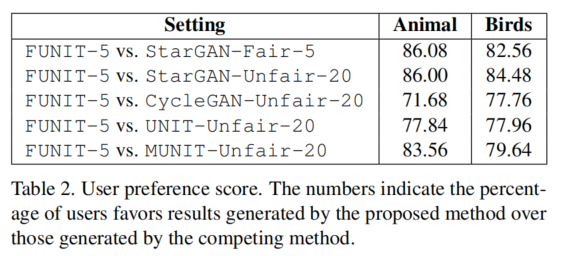 Setting Animal Birds
FUNIT-5 vs. StarGAN-Fair-5 86.08 82.56
FUNIT-5 vs. StarGAN-Unfair-20 86.00 84.48
FUNIT-5 vs. CycleGAN-Unfair-20 71.68 77.76
FUNIT-5 vs. UNIT-Unfair-20 77.84 77.96
FUNIT-5 vs. MUNIT-Unfair-20 83.56 79.64
Table 2. User preference score. The numbers indicate the percent-
age of users favors results generated by the proposed method over
those generated by the competing method.